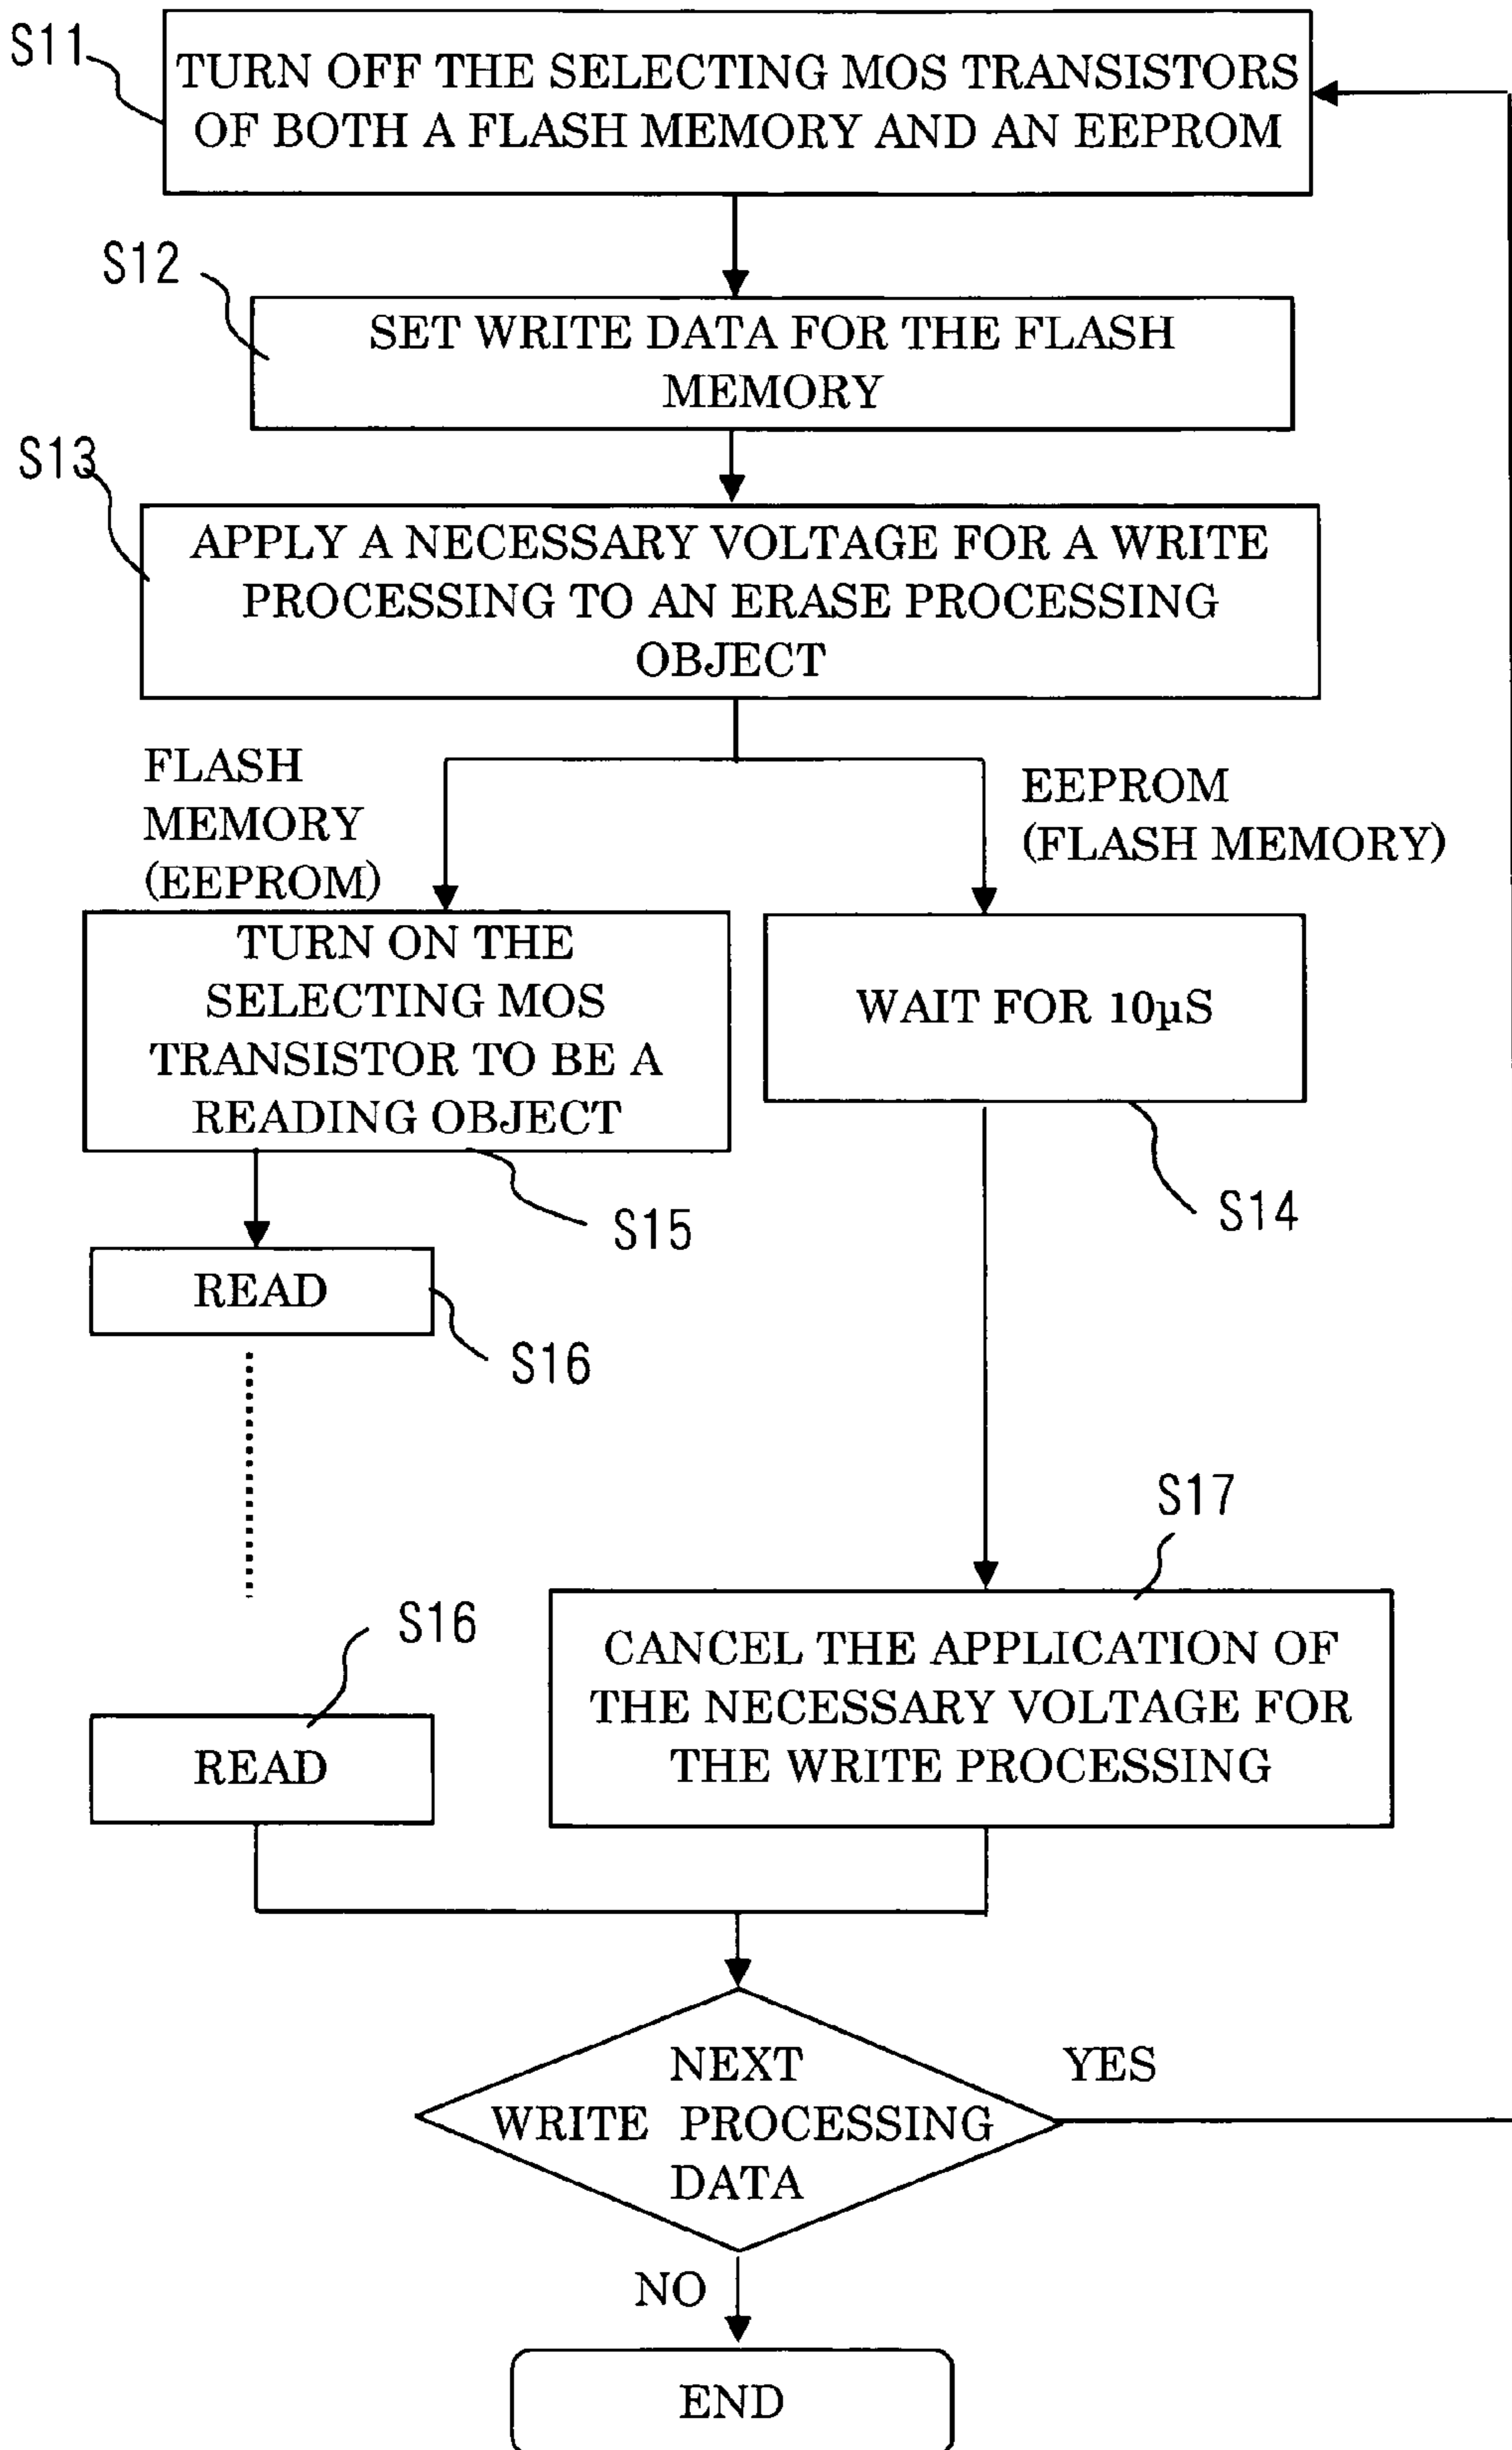 S11
TURN OFF THE SELECTING MOS TRANSISTORS
OF BOTH A FLASH MEMORY AND AN EEPROM
S12
SET WRITE DATA FOR THE FLASH
MEMORY
S13
APPLY A NECESSARY VOLTAGE FOR A WRITE
PROCESSING TO AN ERASE PROCESSING
OBJECT
FLASH
MEMORY
(EEPROM)
EEPROM
(FLASH MEMORY)
TURN ON THE
SELECTING MOS
TRANSISTOR TO BE A
READING OBJECT
S15
WAIT FOR 10µS
S14
READ
S16
S17
S16
READ
CANCEL THE APPLICATION OF
THE NECESSARY VOLTAGE FOR
THE WRITE PROCESSING
NEXT
WRITE PROCESSING
DATA
YES
NO
END